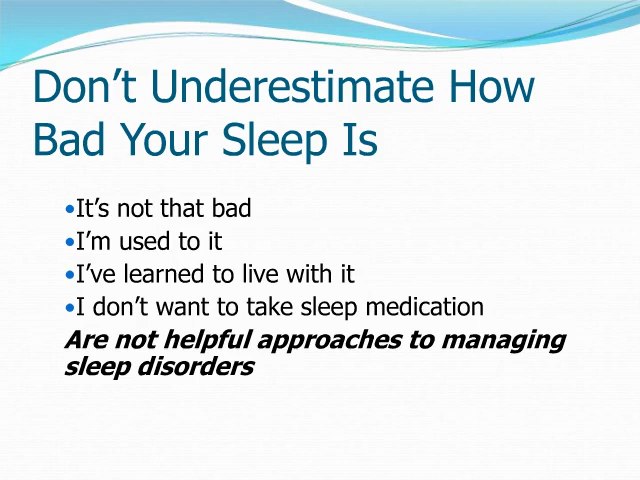 Don’t Underestimate How
Bad Your Sleep Is
•It’s not that bad
•I’m used to it
•I’ve learned to live with it
•I don’t want to take sleep medication
Are not helpful approaches to managing
sleep disorders